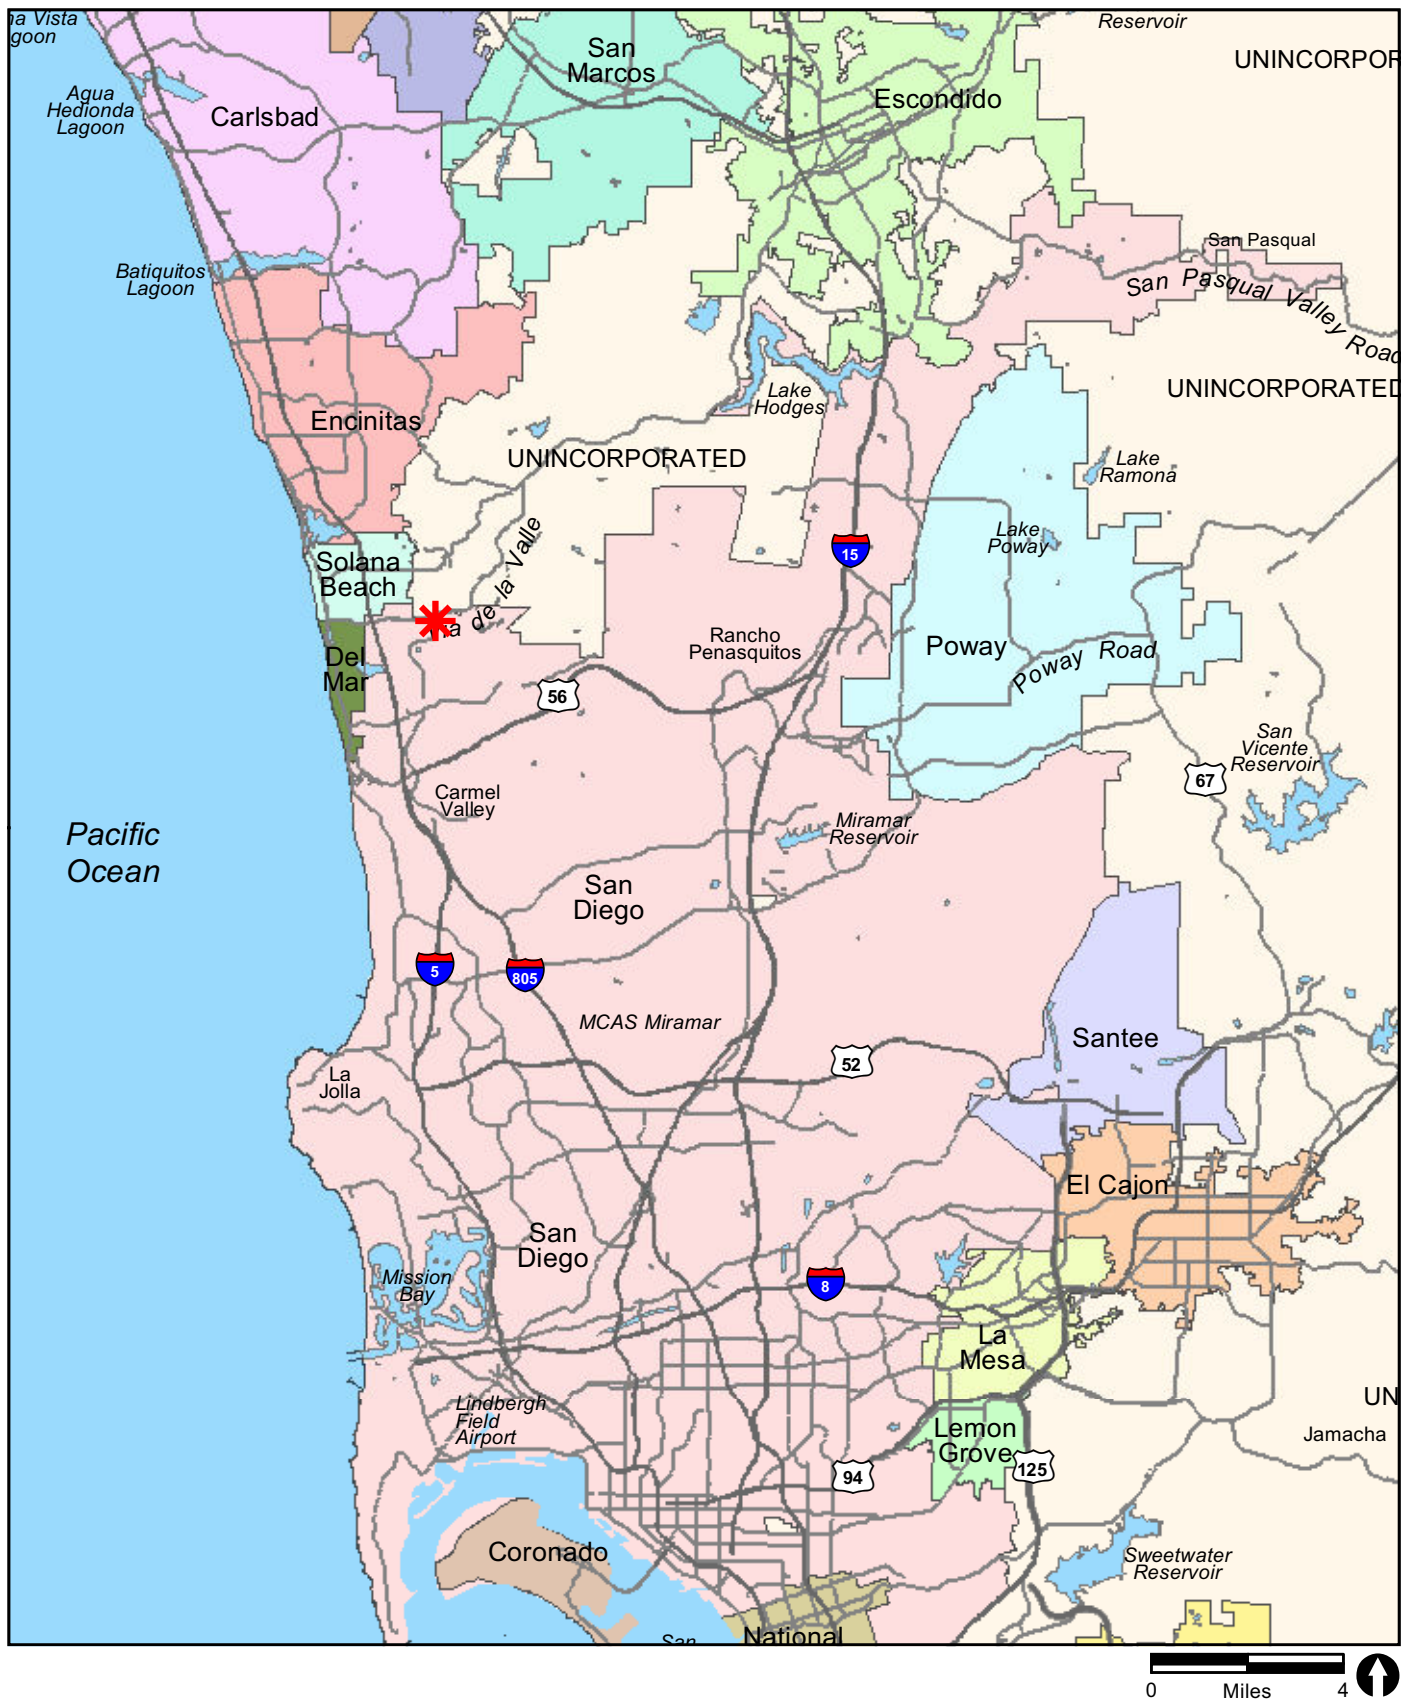 na Vista
goon
Reservoir
San
Marcos
UNINCORPOR
Agua
Hedionda
Lagoon
Carlsbad
Escondido
San Pasqual
Batiquitos
Lagoon
San Pasqual Valley Road
UNINCORPORATED
Lake
Hodges
Encinitas
UNINCORPORATED
Lake
Ramona
Lake
Poway
15
Solana
Beach
de la Valle
Rancho
Penasquitos
Poway
Poway Road
Del
Mar
56
San
Vicente
Reservoir
67
Carmel
Valley
Pacific
Ocean
Miramar
Reservoir
San
Diego
5
805
MCAS Miramar
Santee
52
La
Jolla
El Cajon
San
Diego
Mission
Bay
8
La
Mesa
Lindbergh
Field
Airport
UN
Jamacha
Lemon
Grove
94
125
Coronado
Sweetwater
Reservoir
San
National
0 Miles 4